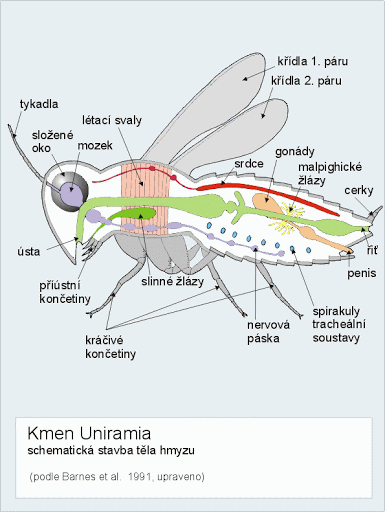 křídla 1. páru
křídla 2. páru
tykadla
létací svaly
složené
oko
mozek
gonády
srdce
malpighické
žlázy
cerky
ústa
příústní
končetiny
slinné žlázy
řiť
penis
kráčivé
končetiny
nervová
páska
spirakuly
tracheální
soustavy
Kmen Uniramia
schematická stavba těla hmyzu
(podle Barnes et al. 1991, upraveno)